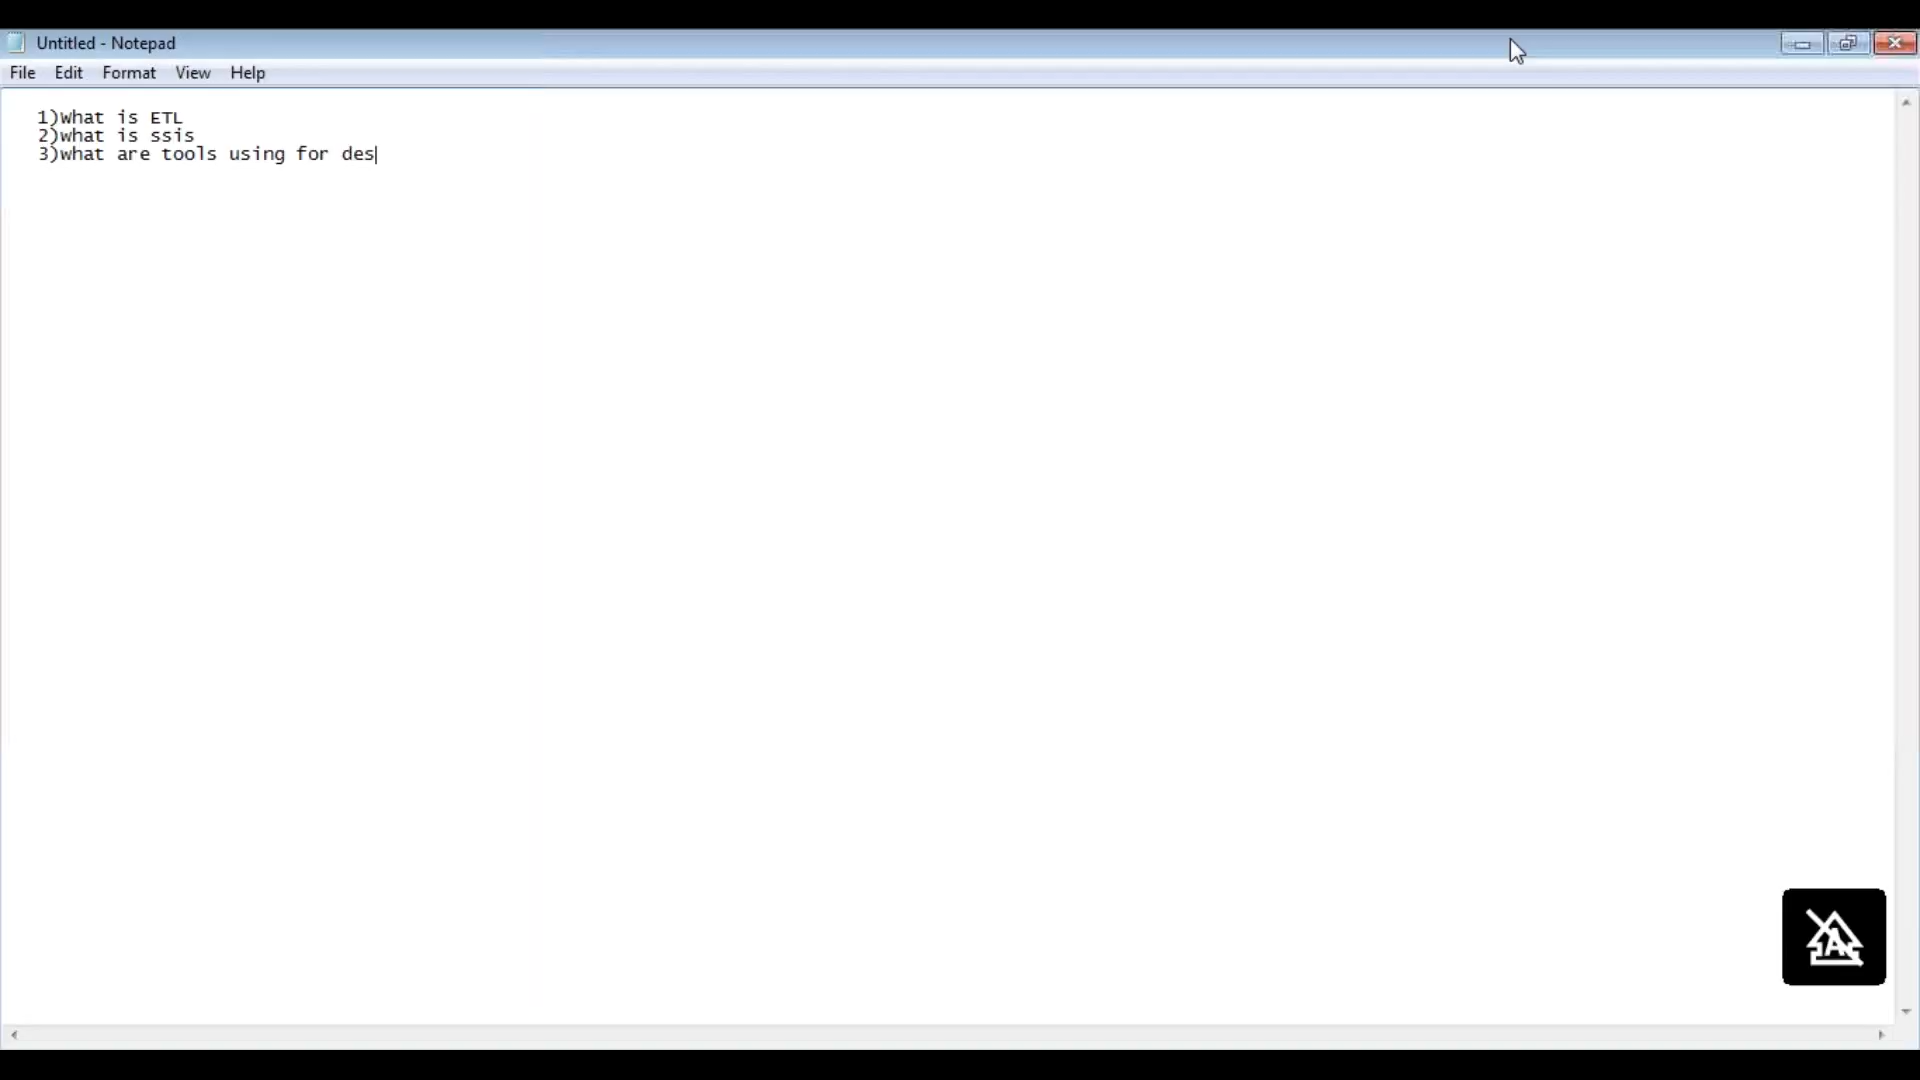 Untitled - Notepad
File Edit Format View Help
1)What is ETL
2)what is ssis
3)what are tools using for des
A